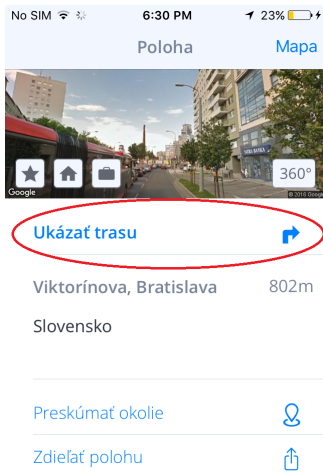 No SIM 6:30 PM 23%
Poloha Mapa
360°
Google © 2016 Google
Ukázať trasu
Viktorínova, Bratislava 802m
Slovensko
Preskúmať okolie
Zdieľať polohu